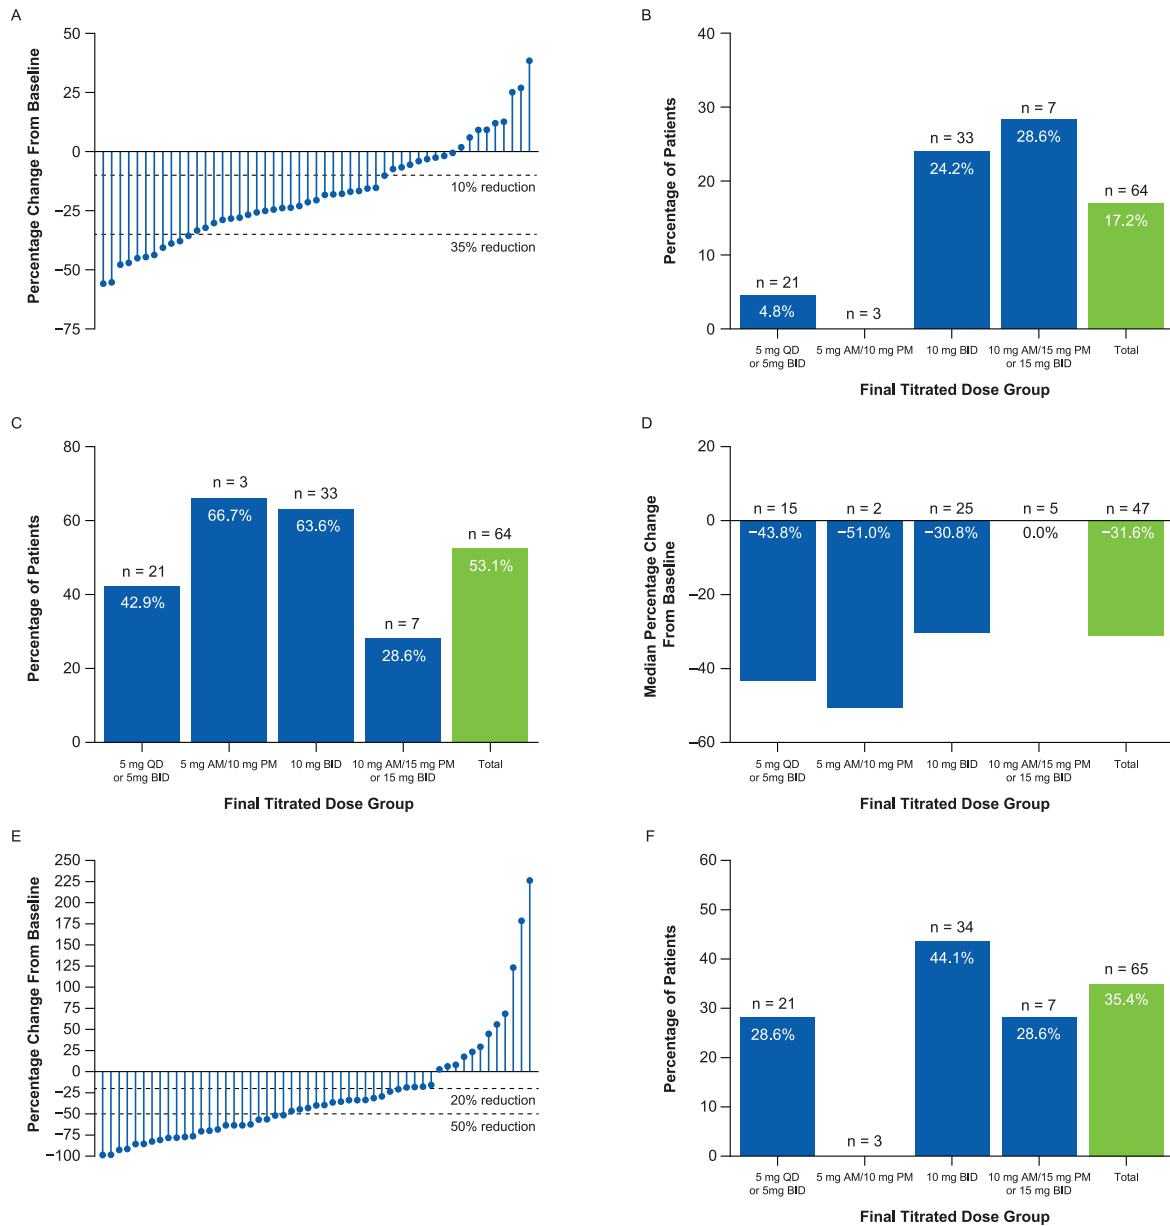 A
Percentage Change From Baseline
50
25
0
−25
−50
−75
10% reduction
35% reduction
B
Percentage of Patients
40
30
20
10
0
n = 21
4.8%
n = 3
n = 33
24.2%
n = 7
28.6%
n = 64
17.2%
5 mg QD
or 5mg BID
5 mg AM/10 mg PM
10 mg BID
10 mg AM/15 mg PM
or 15 mg BID
Total
Final Titrated Dose Group
C
Percentage of Patients
80
60
40
20
0
n = 21
42.9%
n = 3
66.7%
n = 33
63.6%
n = 7
28.6%
n = 64
53.1%
5 mg QD
or 5mg BID
5 mg AM/10 mg PM
10 mg BID
10 mg AM/15 mg PM
or 15 mg BID
Total
Final Titrated Dose Group
D
Median Percentage Change
From Baseline
20
0
−20
−40
−60
n = 15
−43.8%
n = 2
−51.0%
n = 25
−30.8%
n = 5
0.0%
n = 47
−31.6%
5 mg QD
or 5mg BID
5 mg AM/10 mg PM
10 mg BID
10 mg AM/15 mg PM
or 15 mg BID
Total
Final Titrated Dose Group
E
Percentage Change From Baseline
250
225
200
175
150
125
100
75
50
25
0
−25
−50
−75
−100
20% reduction
50% reduction
F
Percentage of Patients
60
50
40
30
20
10
0
n = 21
28.6%
n = 3
n = 34
44.1%
n = 7
28.6%
n = 65
35.4%
5 mg QD
or 5mg BID
5 mg AM/10 mg PM
10 mg BID
10 mg AM/15 mg PM
or 15 mg BID
Total
Final Titrated Dose Group